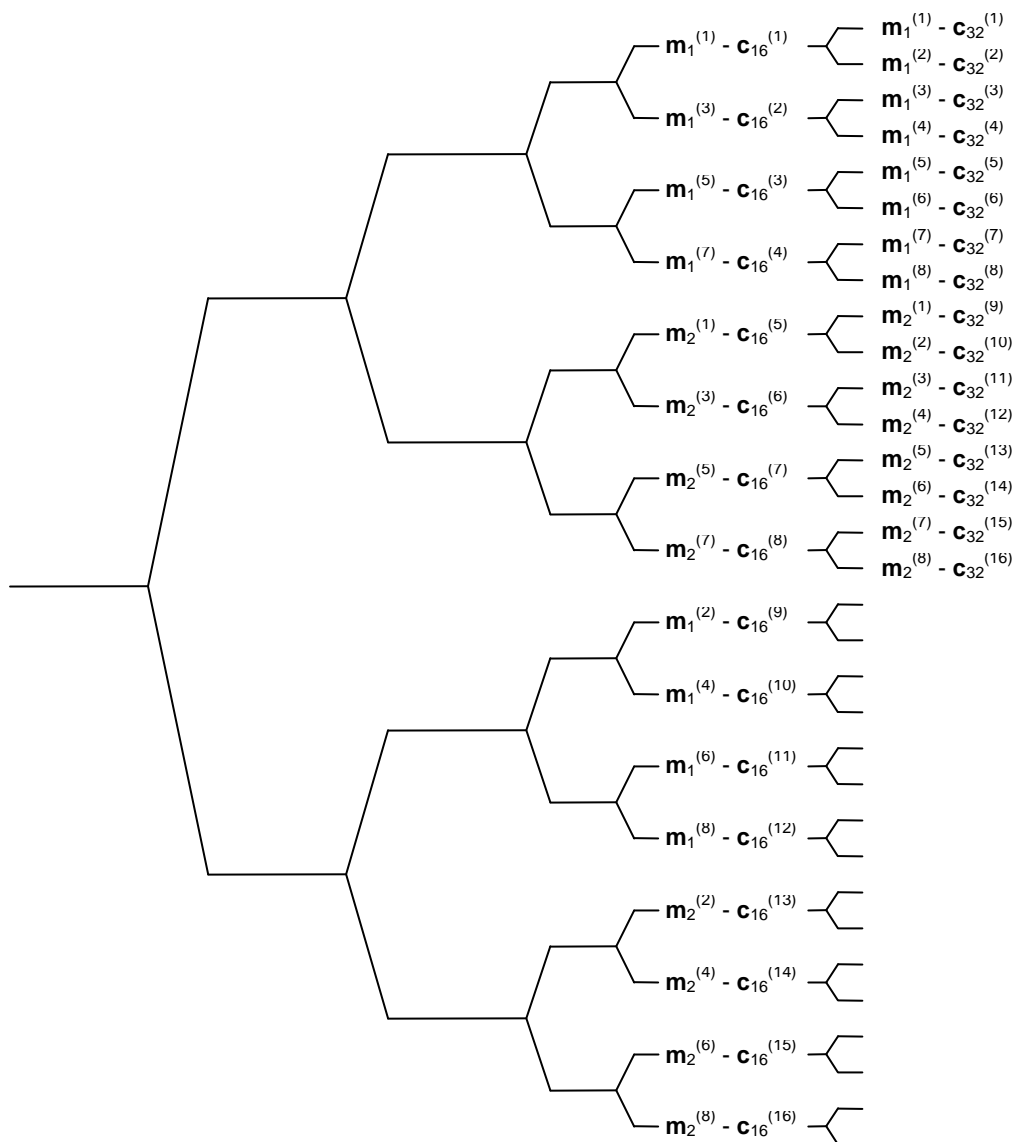 m₁⁽¹⁾ - c₁₆⁽¹⁾
m₁⁽³⁾ - c₁₆⁽²⁾
m₁⁽⁵⁾ - c₁₆⁽³⁾
m₁⁽⁷⁾ - c₁₆⁽⁴⁾
m₂⁽¹⁾ - c₁₆⁽⁵⁾
m₂⁽³⁾ - c₁₆⁽⁶⁾
m₂⁽⁵⁾ - c₁₆⁽⁷⁾
m₂⁽⁷⁾ - c₁₆⁽⁸⁾
m₁⁽²⁾ - c₁₆⁽⁹⁾
m₁⁽⁴⁾ - c₁₆⁽¹⁰⁾
m₁⁽⁶⁾ - c₁₆⁽¹¹⁾
m₁⁽⁸⁾ - c₁₆⁽¹²⁾
m₂⁽²⁾ - c₁₆⁽¹³⁾
m₂⁽⁴⁾ - c₁₆⁽¹⁴⁾
m₂⁽⁶⁾ - c₁₆⁽¹⁵⁾
m₂⁽⁸⁾ - c₁₆⁽¹⁶⁾
m₁⁽¹⁾ - c₃₂⁽¹⁾
m₁⁽²⁾ - c₃₂⁽²⁾
m₁⁽³⁾ - c₃₂⁽³⁾
m₁⁽⁴⁾ - c₃₂⁽⁴⁾
m₁⁽⁵⁾ - c₃₂⁽⁵⁾
m₁⁽⁶⁾ - c₃₂⁽⁶⁾
m₁⁽⁷⁾ - c₃₂⁽⁷⁾
m₁⁽⁸⁾ - c₃₂⁽⁸⁾
m₂⁽¹⁾ - c₃₂⁽⁹⁾
m₂⁽²⁾ - c₃₂⁽¹⁰⁾
m₂⁽³⁾ - c₃₂⁽¹¹⁾
m₂⁽⁴⁾ - c₃₂⁽¹²⁾
m₂⁽⁵⁾ - c₃₂⁽¹³⁾
m₂⁽⁶⁾ - c₃₂⁽¹⁴⁾
m₂⁽⁷⁾ - c₃₂⁽¹⁵⁾
m₂⁽⁸⁾ - c₃₂⁽¹⁶⁾